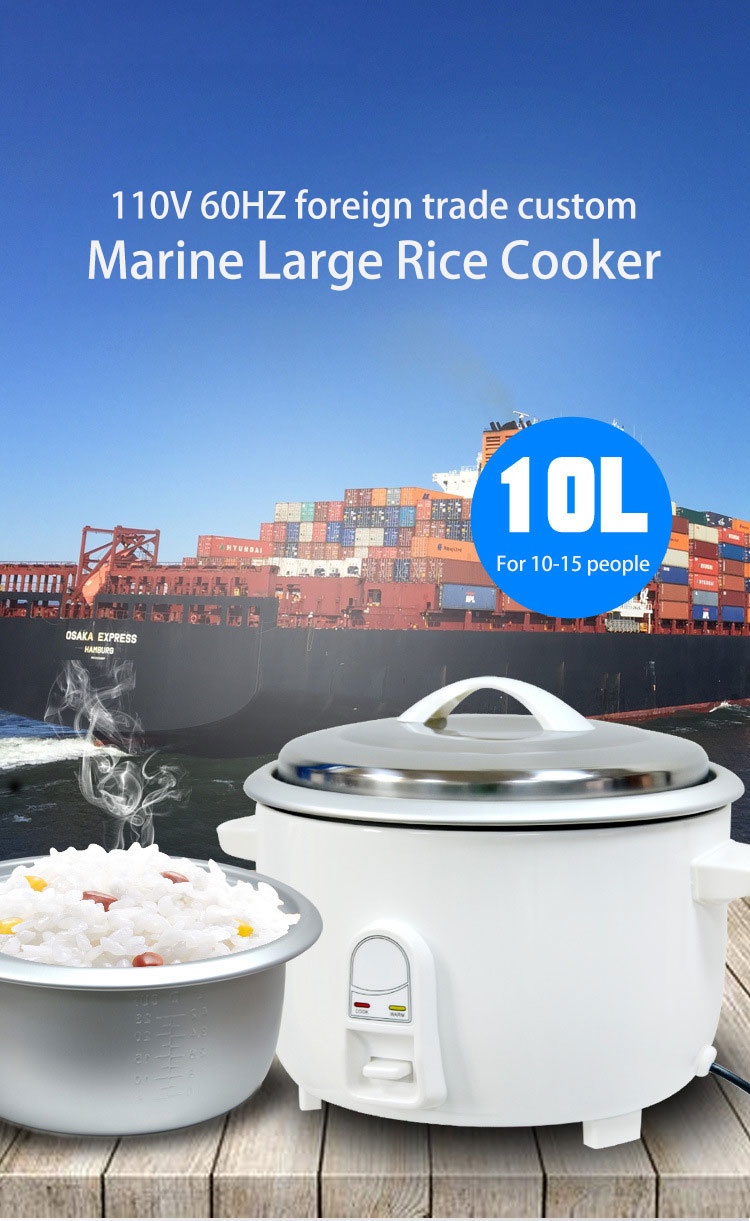 110V 60HZ foreign trade custom
Marine Large Rice Cooker
10L
For 10-15 people
HYUNDAI
APL
OSAKA EXPRESS
HAMBURG
COOK
WARM